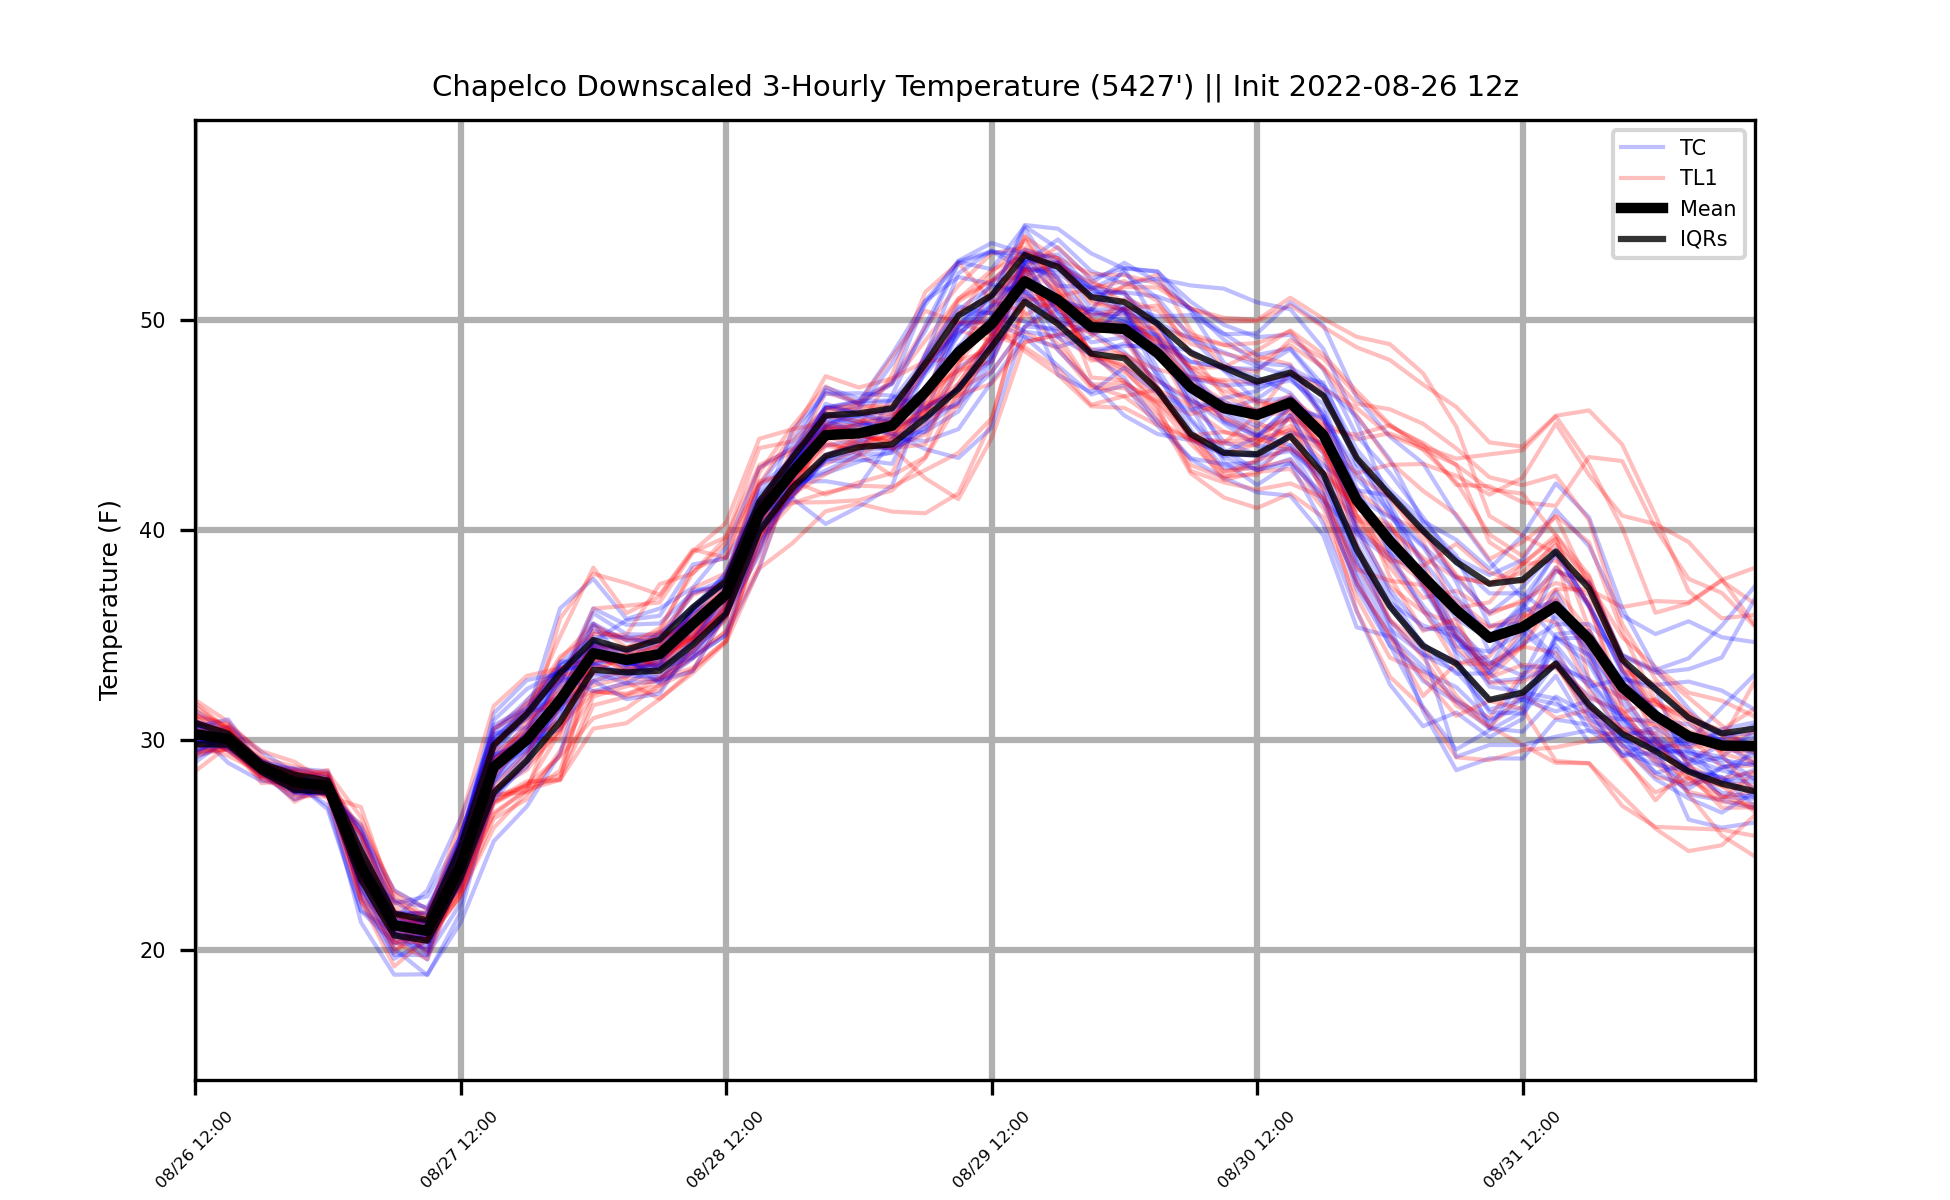 Chapelco Downscaled 3-Hourly Temperature (5427') || Init 2022-08-26 12z
TC
TL1
Mean
IQRs
Temperature (F)
50
40
30
20
08/26 12:00
08/27 12:00
08/28 12:00
08/29 12:00
08/30 12:00
08/31 12:00